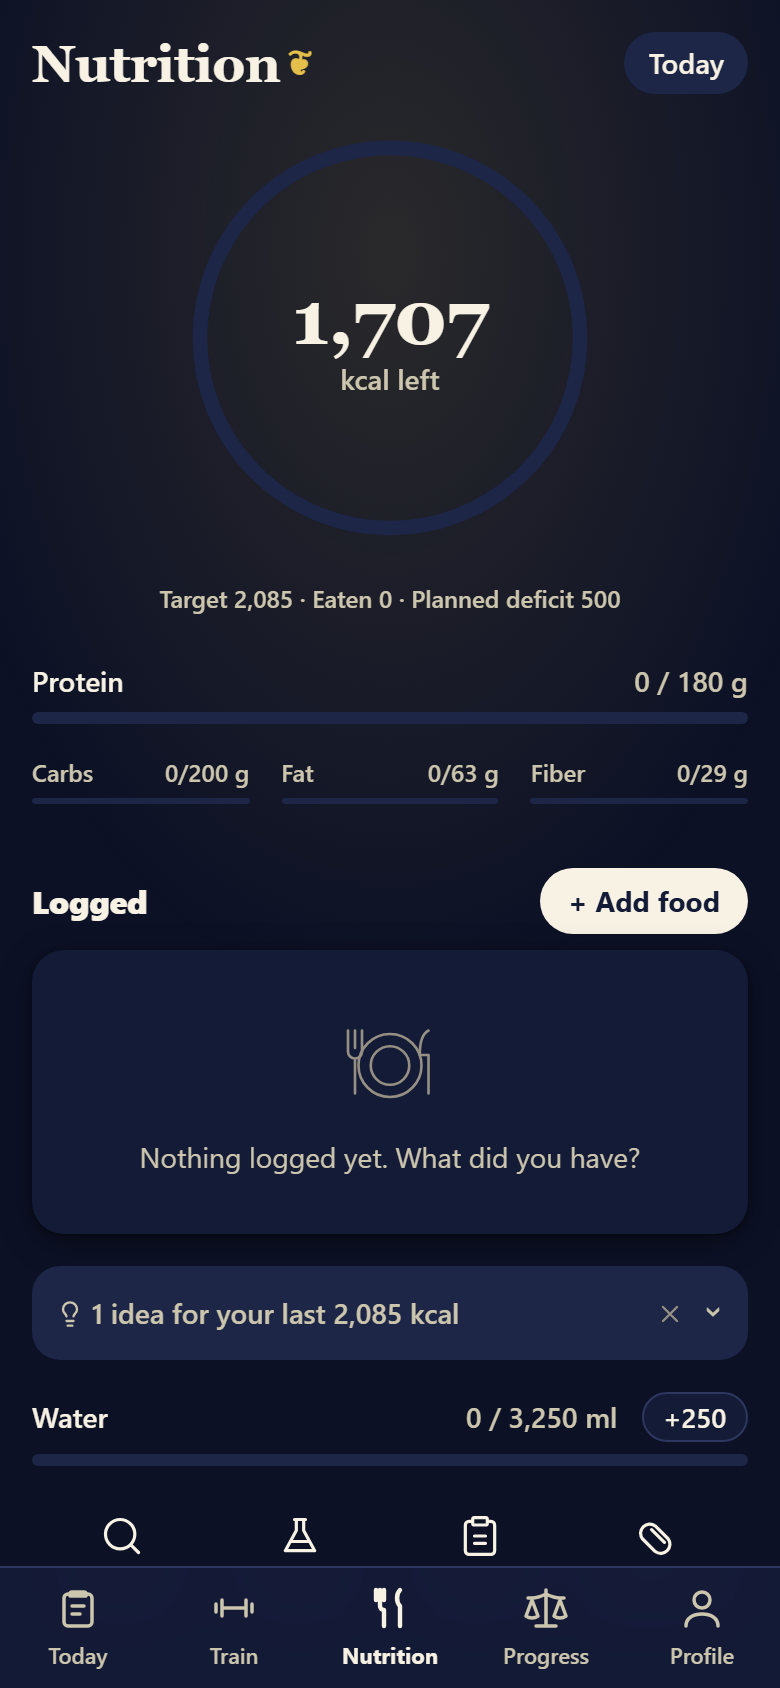 Nutrition❦
Today
1,707
kcal left
Target 2,085 · Eaten 0 · Planned deficit 500
Protein 0 / 180 g
Carbs 0/200 g Fat 0/63 g Fiber 0/29 g
Logged
+ Add food
Nothing logged yet. What did you have?
1 idea for your last 2,085 kcal
Water 0 / 3,250 ml +250
Today Train Nutrition Progress Profile